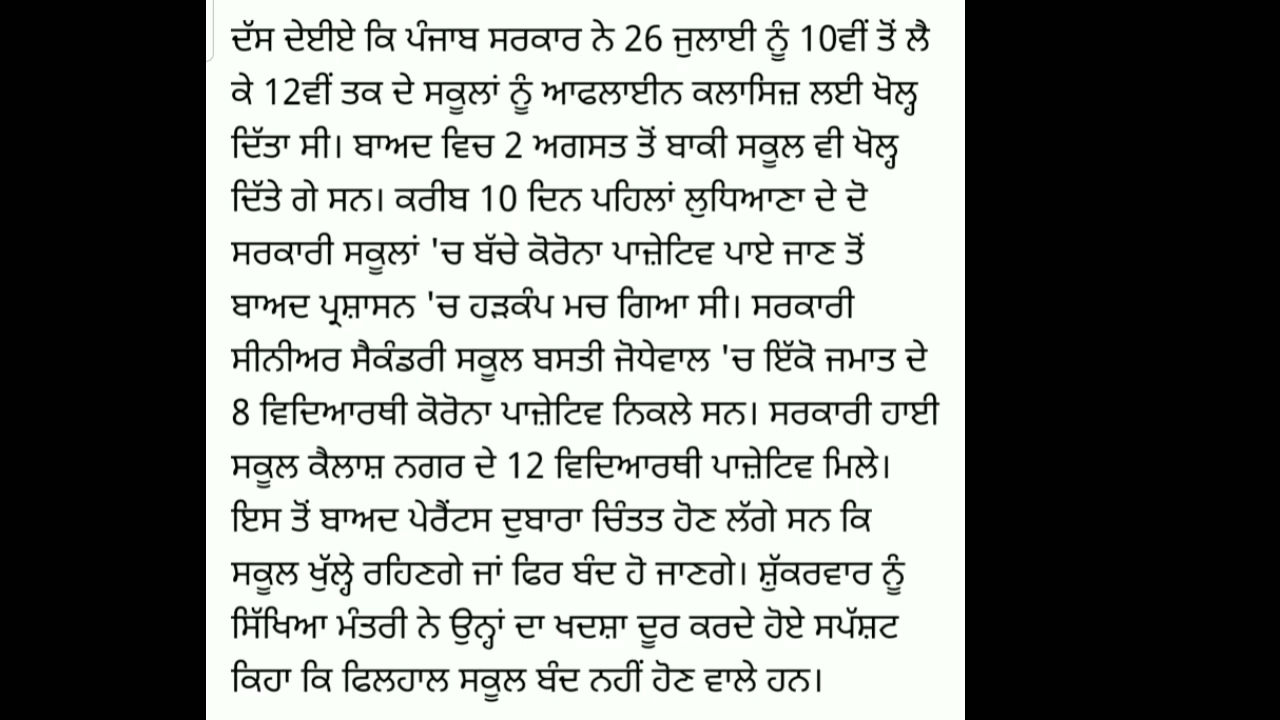 ਦੱਸ ਦੇਈਏ ਕਿ ਪੰਜਾਬ ਸਰਕਾਰ ਨੇ 26 ਜੁਲਾਈ ਨੂੰ 10ਵੀਂ ਤੋਂ ਲੈ
ਕੇ 12ਵੀਂ ਤਕ ਦੇ ਸਕੂਲਾਂ ਨੂੰ ਆਫਲਾਈਨ ਕਲਾਸਿਜ਼ ਲਈ ਖੋਲ੍ਹ
ਦਿੱਤਾ ਸੀ। ਬਾਅਦ ਵਿਚ 2 ਅਗਸਤ ਤੋਂ ਬਾਕੀ ਸਕੂਲ ਵੀ ਖੋਲ੍ਹ
ਦਿੱਤੇ ਗੇ ਸਨ। ਕਰੀਬ 10 ਦਿਨ ਪਹਿਲਾਂ ਲੁਧਿਆਣਾ ਦੇ ਦੋ
ਸਰਕਾਰੀ ਸਕੂਲਾਂ 'ਚ ਬੱਚੇ ਕੋਰੋਨਾ ਪਾਜ਼ੇਟਿਵ ਪਾਏ ਜਾਣ ਤੋਂ
ਬਾਅਦ ਪ੍ਰਸ਼ਾਸਨ 'ਚ ਹੜਕੰਪ ਮਚ ਗਿਆ ਸੀ। ਸਰਕਾਰੀ
ਸੀਨੀਅਰ ਸੈਕੰਡਰੀ ਸਕੂਲ ਬਸਤੀ ਜੋਧੇਵਾਲ 'ਚ ਇੱਕੋ ਜਮਾਤ ਦੇ
8 ਵਿਦਿਆਰਥੀ ਕੋਰੋਨਾ ਪਾਜ਼ੇਟਿਵ ਨਿਕਲੇ ਸਨ। ਸਰਕਾਰੀ ਹਾਈ
ਸਕੂਲ ਕੈਲਾਸ਼ ਨਗਰ ਦੇ 12 ਵਿਦਿਆਰਥੀ ਪਾਜ਼ੇਟਿਵ ਮਿਲੇ।
ਇਸ ਤੋਂ ਬਾਅਦ ਪੇਰੈਂਟਸ ਦੁਬਾਰਾ ਚਿੰਤਤ ਹੋਣ ਲੱਗੇ ਸਨ ਕਿ
ਸਕੂਲ ਖੁੱਲ੍ਹੇ ਰਹਿਣਗੇ ਜਾਂ ਫਿਰ ਬੰਦ ਹੋ ਜਾਣਗੇ। ਸ਼ੁੱਕਰਵਾਰ ਨੂੰ
ਸਿੱਖਿਆ ਮੰਤਰੀ ਨੇ ਉਨ੍ਹਾਂ ਦਾ ਖਦਸ਼ਾ ਦੂਰ ਕਰਦੇ ਹੋਏ ਸਪੱਸ਼ਟ
ਕਿਹਾ ਕਿ ਫਿਲਹਾਲ ਸਕੂਲ ਬੰਦ ਨਹੀਂ ਹੋਣ ਵਾਲੇ ਹਨ।